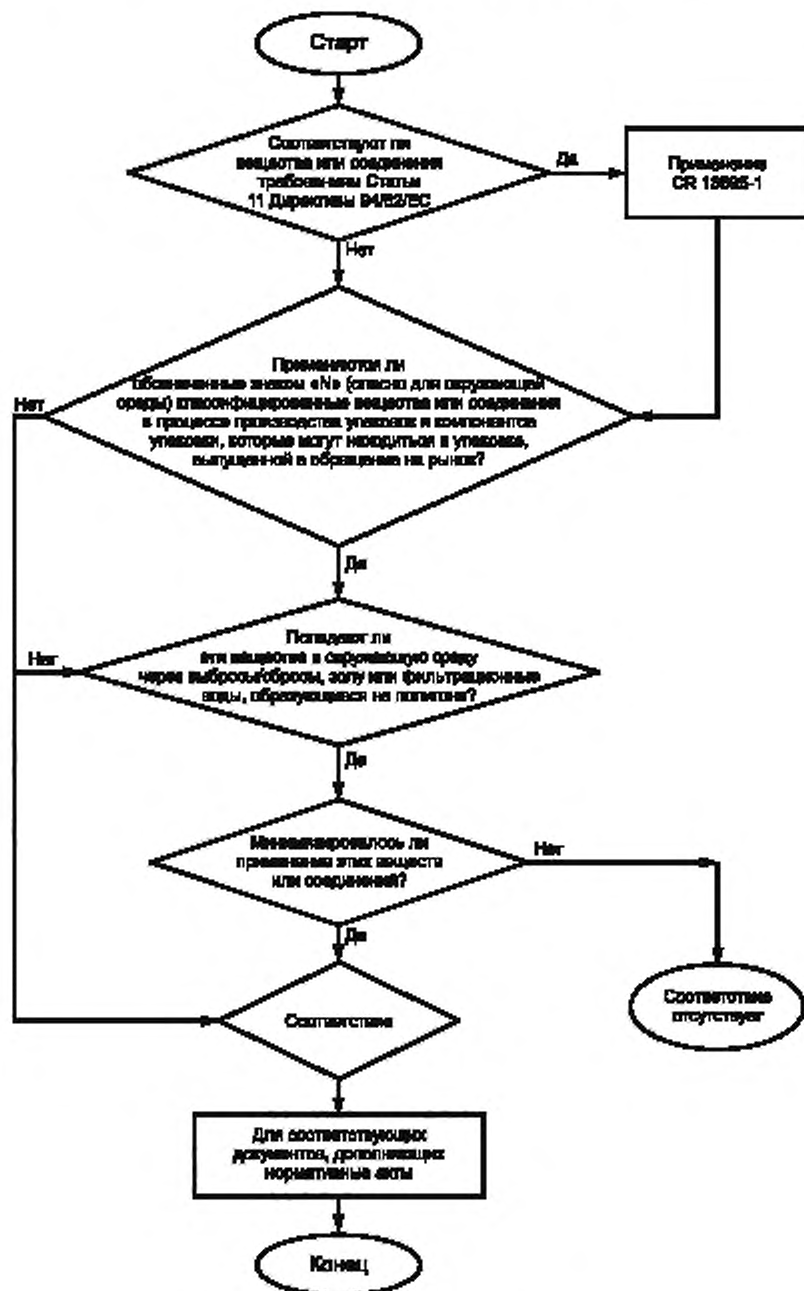 Старт
Соответствуют ли
вещества или соединения
требованиям Статьи
11 Директивы 94/62/ЕС
Да
Применение
CR 13695-1
Нет
Применяются ли
обозначенные знаком «N» (опасно для окружающей
среды) классифицированные вещества или соединения
в процессе производства упаковок и компонентов
упаковки, которые могут находиться в упаковке,
выпущенной в обращение на рынок?
Нет
Да
Попадают ли
эти вещества в окружающую среду
через выбросы/сбросы, золу или фильтрационные
воды, образующиеся на полигоне?
Нет
Да
Минимизировалось ли
применение этих веществ
или соединений?
Нет
Да
Соответствие
Соответствие
отсутствует
Для соответствующих
документов, дополняющих
нормативные акты
Конец